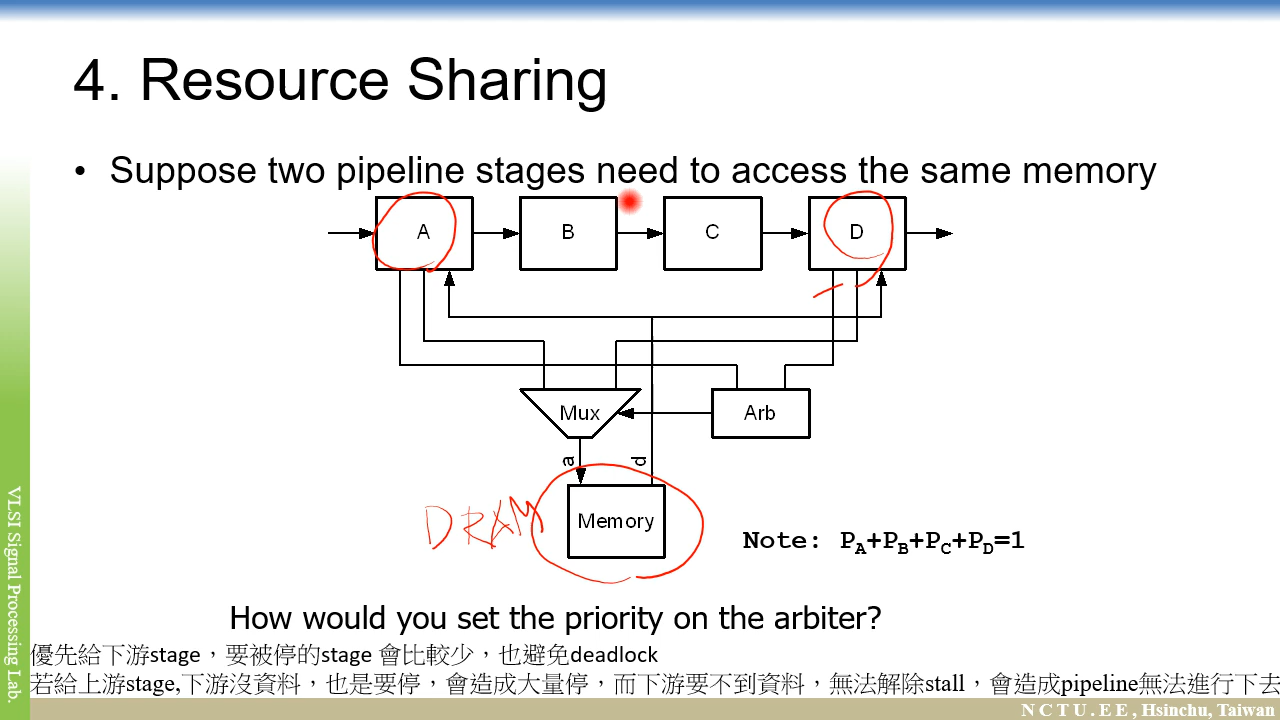 4. Resource Sharing
• Suppose two pipeline stages need to access the same memory
A B C D
Mux Arb
a d
DRAM Memory
Note: PA+PB+PC+PD=1
How would you set the priority on the arbiter?
優先給下游stage，要被停的stage 會比較少，也避免deadlock
若給上游stage,下游沒資料，也是要停，會造成大量停，而下游要不到資料，無法解除stall，會造成pipeline無法進行下去
VLSI Signal Processing Lab.
N C T U . E E , Hsinchu, Taiwan